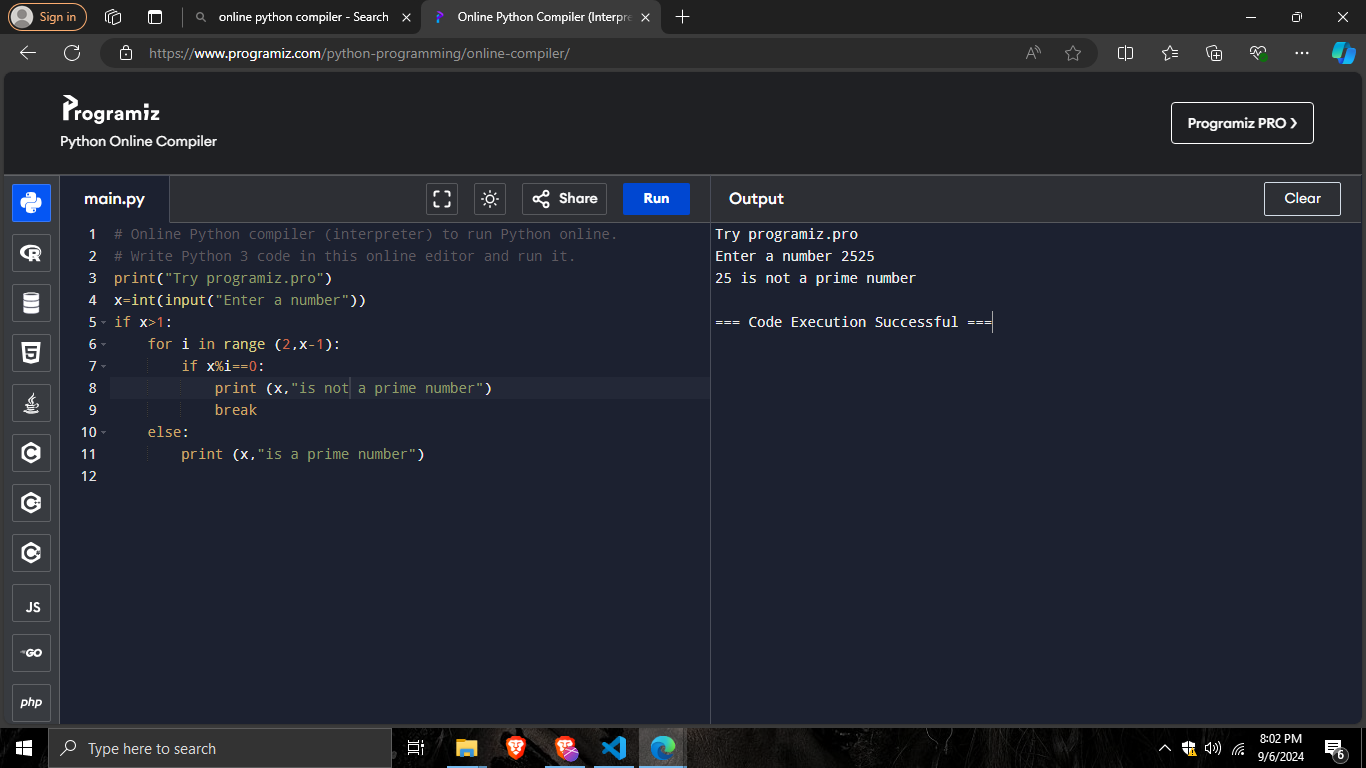 Sign in
online python compiler - Search
Online Python Compiler (Interpre
https://www.programiz.com/python-programming/online-compiler/
Programiz
Python Online Compiler
Programiz PRO ❯
main.py
Share
Run
Output
Clear
1 # Online Python compiler (interpreter) to run Python online.
2 # Write Python 3 code in this online editor and run it.
3 print("Try programiz.pro")
4 x=int(input("Enter a number"))
5 if x>1:
6     for i in range (2,x-1):
7         if x%i==0:
8             print (x,"is not a prime number")
9             break
10     else:
11         print (x,"is a prime number")
12
Try programiz.pro
Enter a number 2525
25 is not a prime number
=== Code Execution Successful ===
R
5
C
C
C
JS
GO
php
Type here to search
8:02 PM
9/6/2024
6